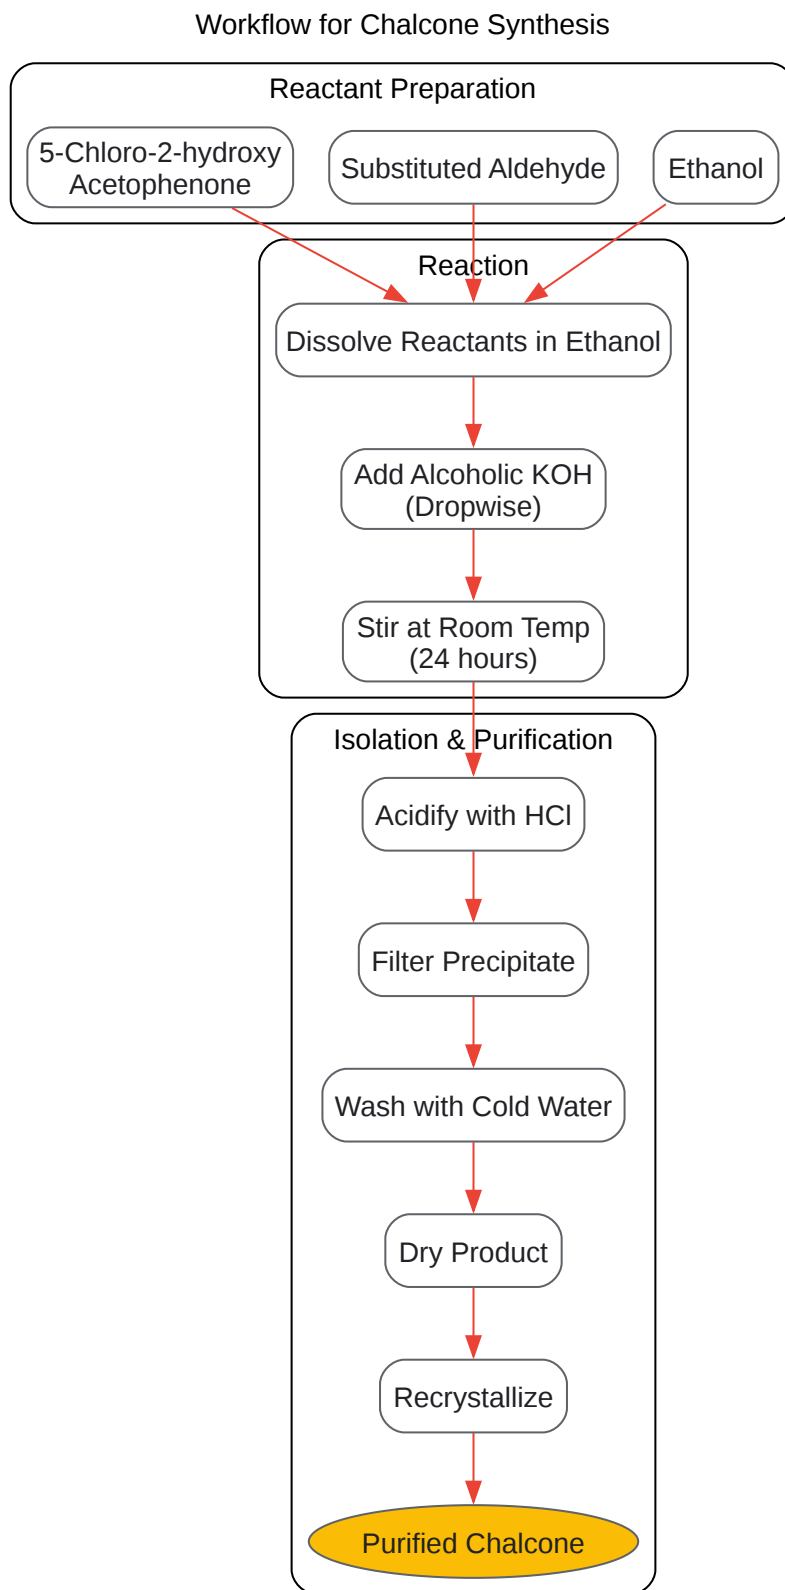 Workflow for Chalcone Synthesis
Reactant Preparation
5-Chloro-2-hydroxy
Acetophenone
Substituted Aldehyde
Ethanol
Reaction
Dissolve Reactants in Ethanol
Add Alcoholic KOH
(Dropwise)
Stir at Room Temp
(24 hours)
Isolation & Purification
Acidify with HCl
Filter Precipitate
Wash with Cold Water
Dry Product
Recrystallize
Purified Chalcone